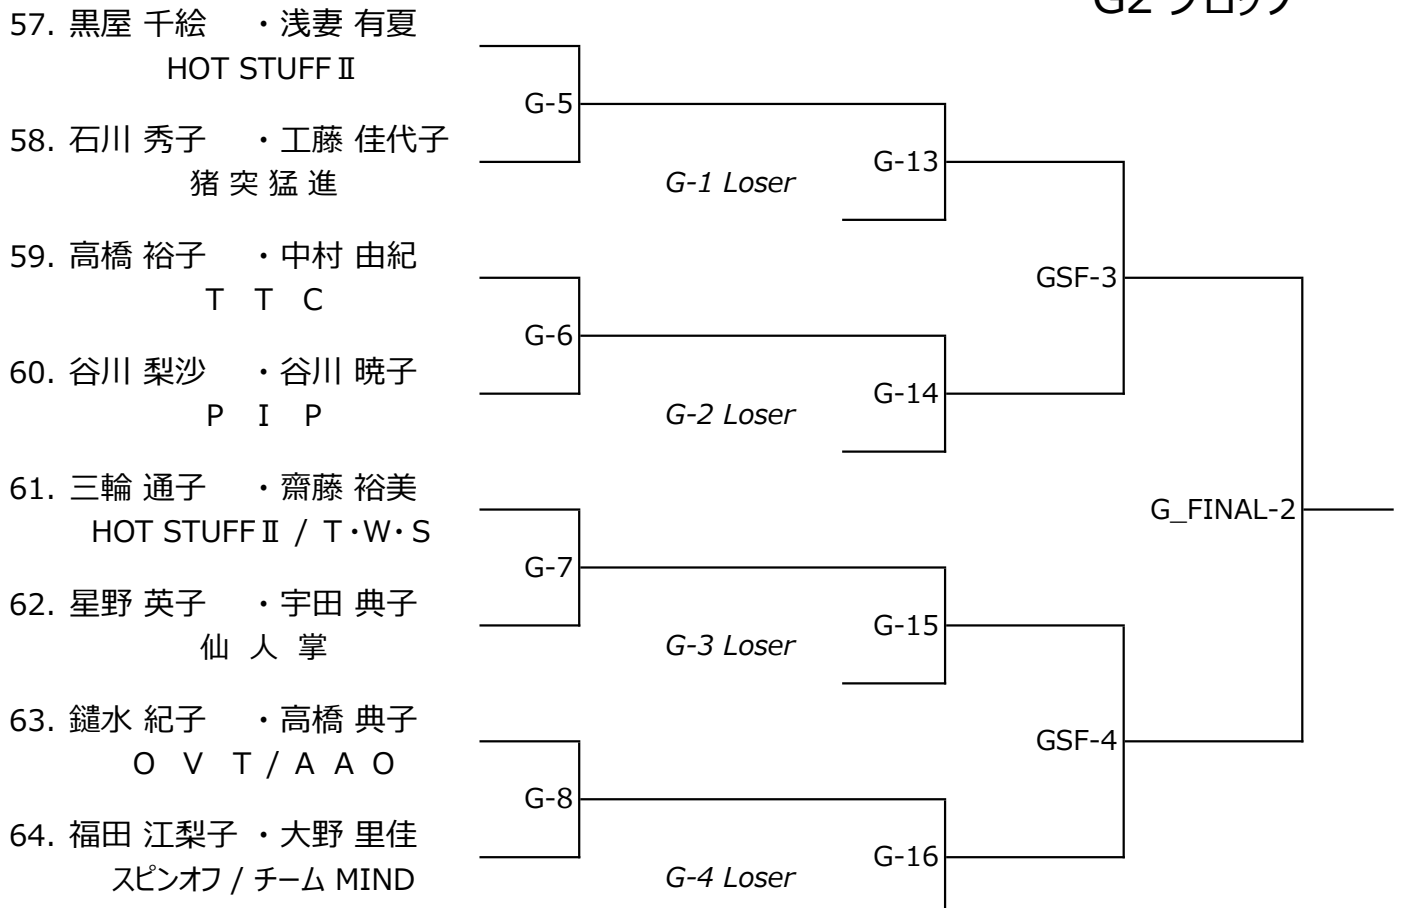 G2 ブロック
57. 黒屋 千絵 ・浅妻 有夏
HOT STUFFⅡ
G-5
58. 石川 秀子 ・工藤 佳代子
猪 突 猛 進
G-13
G-1 Loser
59. 高橋 裕子 ・中村 由紀
T T C
GSF-3
G-6
60. 谷川 梨沙 ・谷川 暁子
P I P
G-14
G-2 Loser
61. 三輪 通子 ・齋藤 裕美
HOT STUFFⅡ / T・W・S
G_FINAL-2
G-7
62. 星野 英子 ・宇田 典子
仙 人 掌
G-15
G-3 Loser
63. 鑓水 紀子 ・高橋 典子
O V T / A A O
GSF-4
G-8
64. 福田 江梨子 ・大野 里佳
スピンオフ / チーム MIND
G-16
G-4 Loser